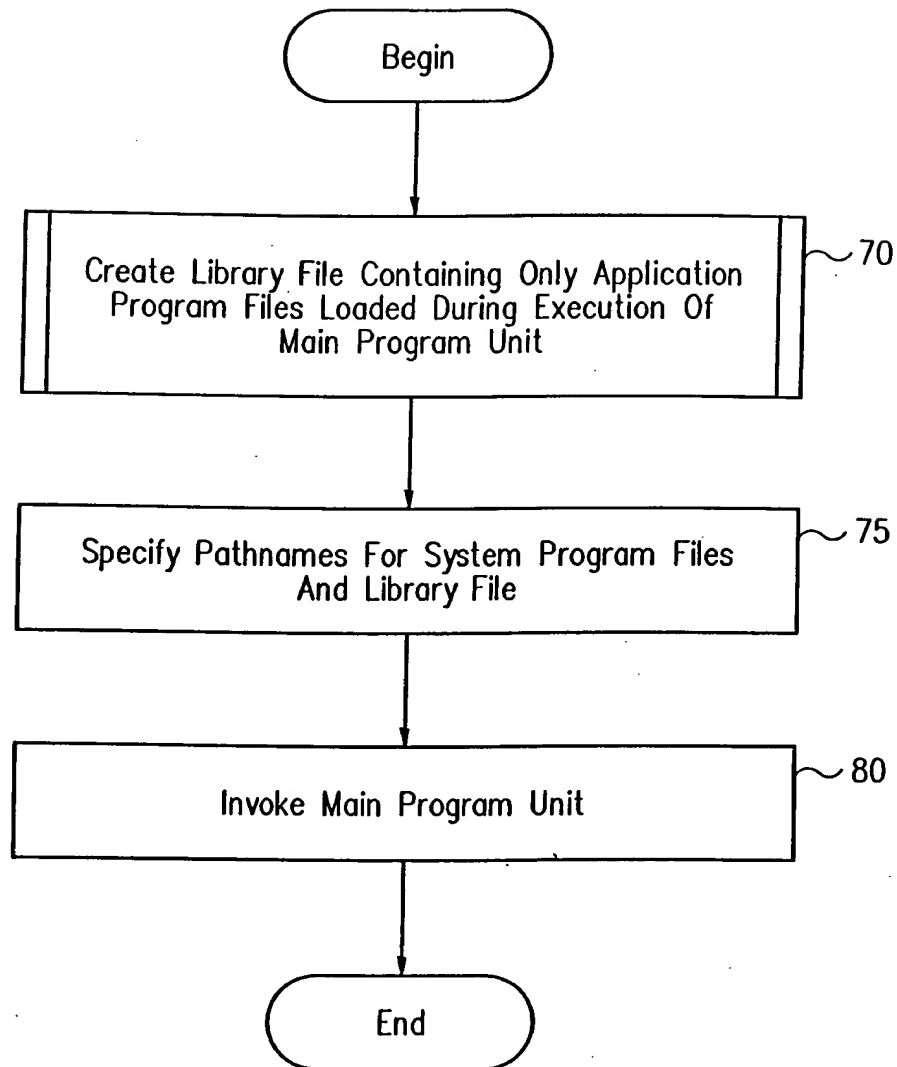 Begin
Create Library File Containing Only Application
Program Files Loaded During Execution Of
Main Program Unit
70
Specify Pathnames For System Program Files
And Library File
75
Invoke Main Program Unit
80
End